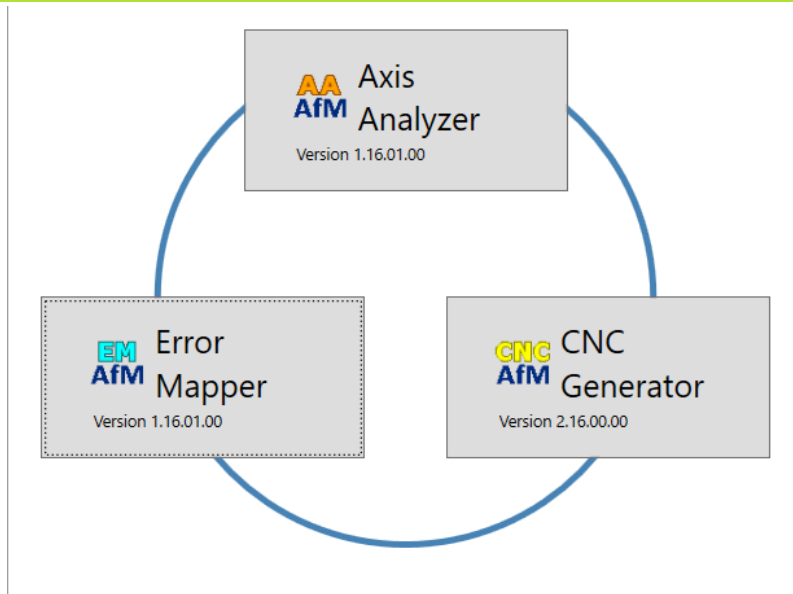 AA
AfM
Axis
Analyzer
Version 1.16.01.00
EM
AfM
Error
Mapper
Version 1.16.01.00
CNC
AfM
CNC
Generator
Version 2.16.00.00